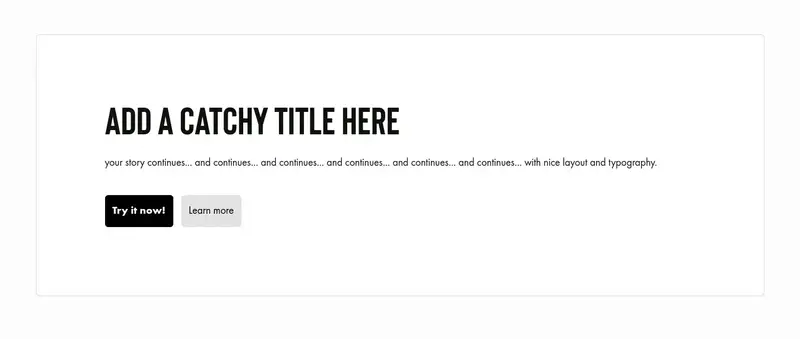 ADD A CATCHY TITLE HERE
your story continues... and continues... and continues... and continues... and continues... and continues... with nice layout and typography.
Try it now!
Learn more